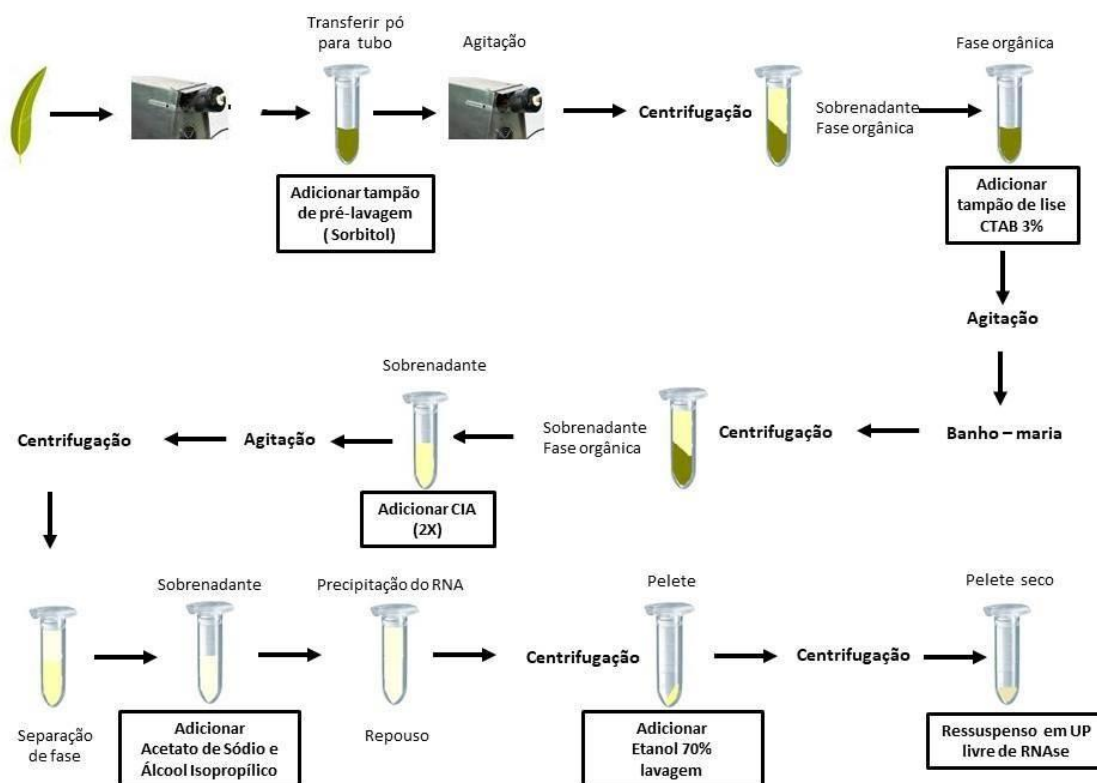 Transferir pó
para tubo
Agitação
Fase orgânica
Centrifugação
Sobrenadante
Fase orgânica
Adicionar tampão
de pré-lavagem
( Sorbitol)
Adicionar
tampão de lise
CTAB 3%
Agitação
Banho – maria
Centrifugação
Sobrenadante
Fase orgânica
Sobrenadante
Adicionar CIA
(2X)
Agitação
Centrifugação
Separação
de fase
Sobrenadante
Adicionar
Acetato de Sódio e
Álcool Isopropílico
Precipitação do RNA
Repouso
Centrifugação
Pelete
Adicionar
Etanol 70%
lavagem
Centrifugação
Pelete seco
Ressuspenso em UP
livre de RNAse